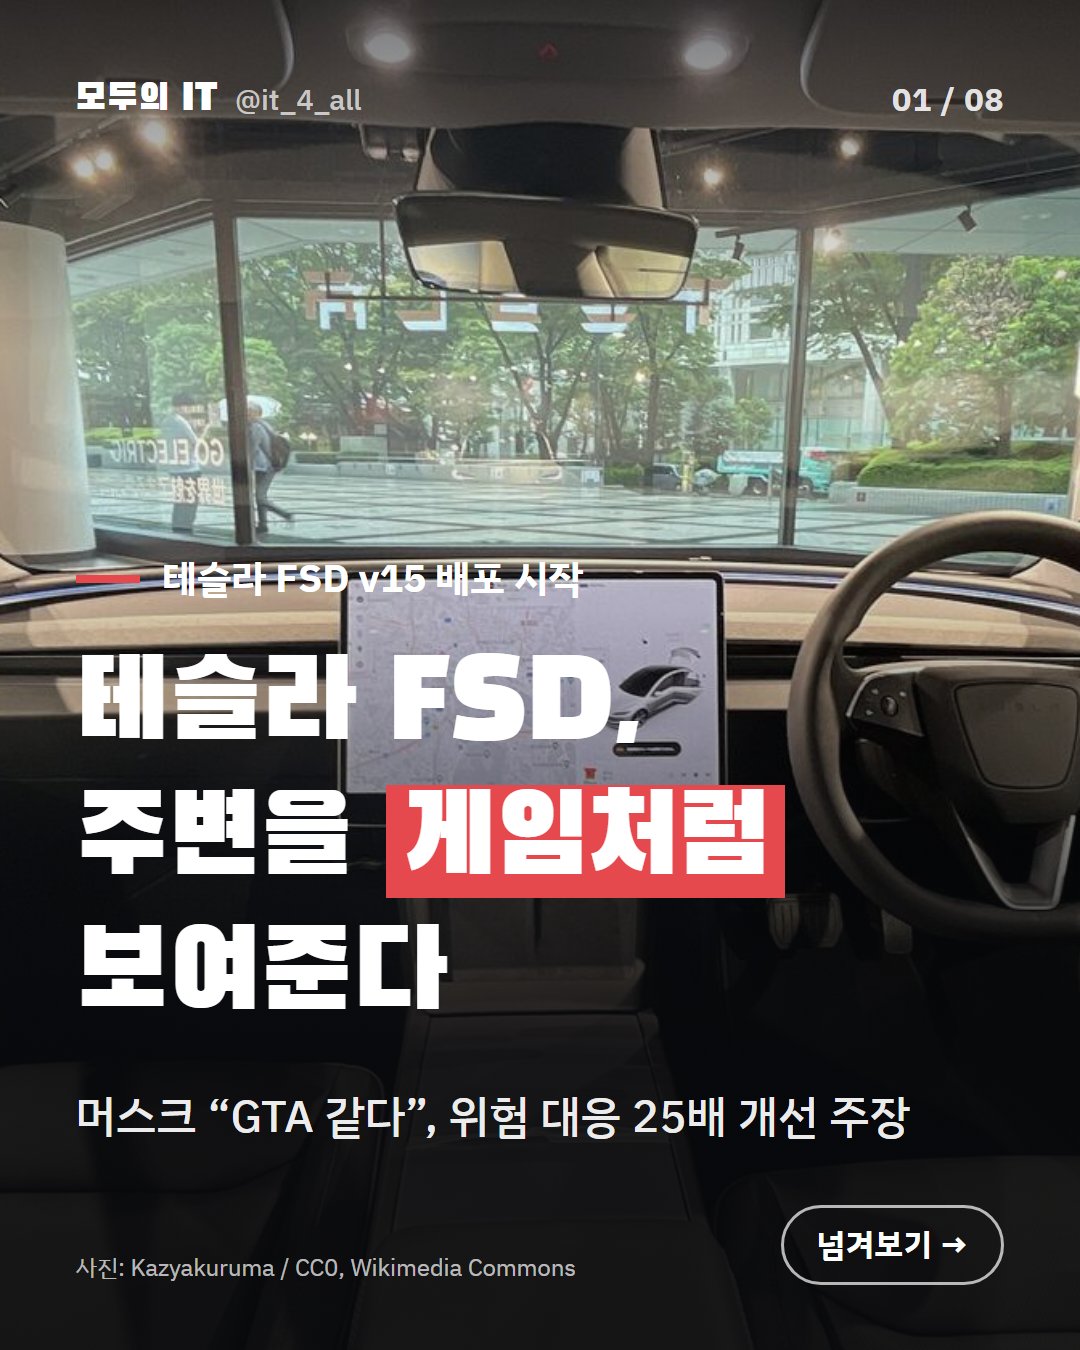 모두의 IT @it_4_all
01 / 08
GO ELECTRIC
테슬라 FSD v15 배포 시작
테슬라 FSD,
주변을 게임처럼
보여준다
머스크 “GTA 같다”, 위험 대응 25배 개선 주장
넘겨보기 →
사진: Kazyakuruma / CC0, Wikimedia Commons